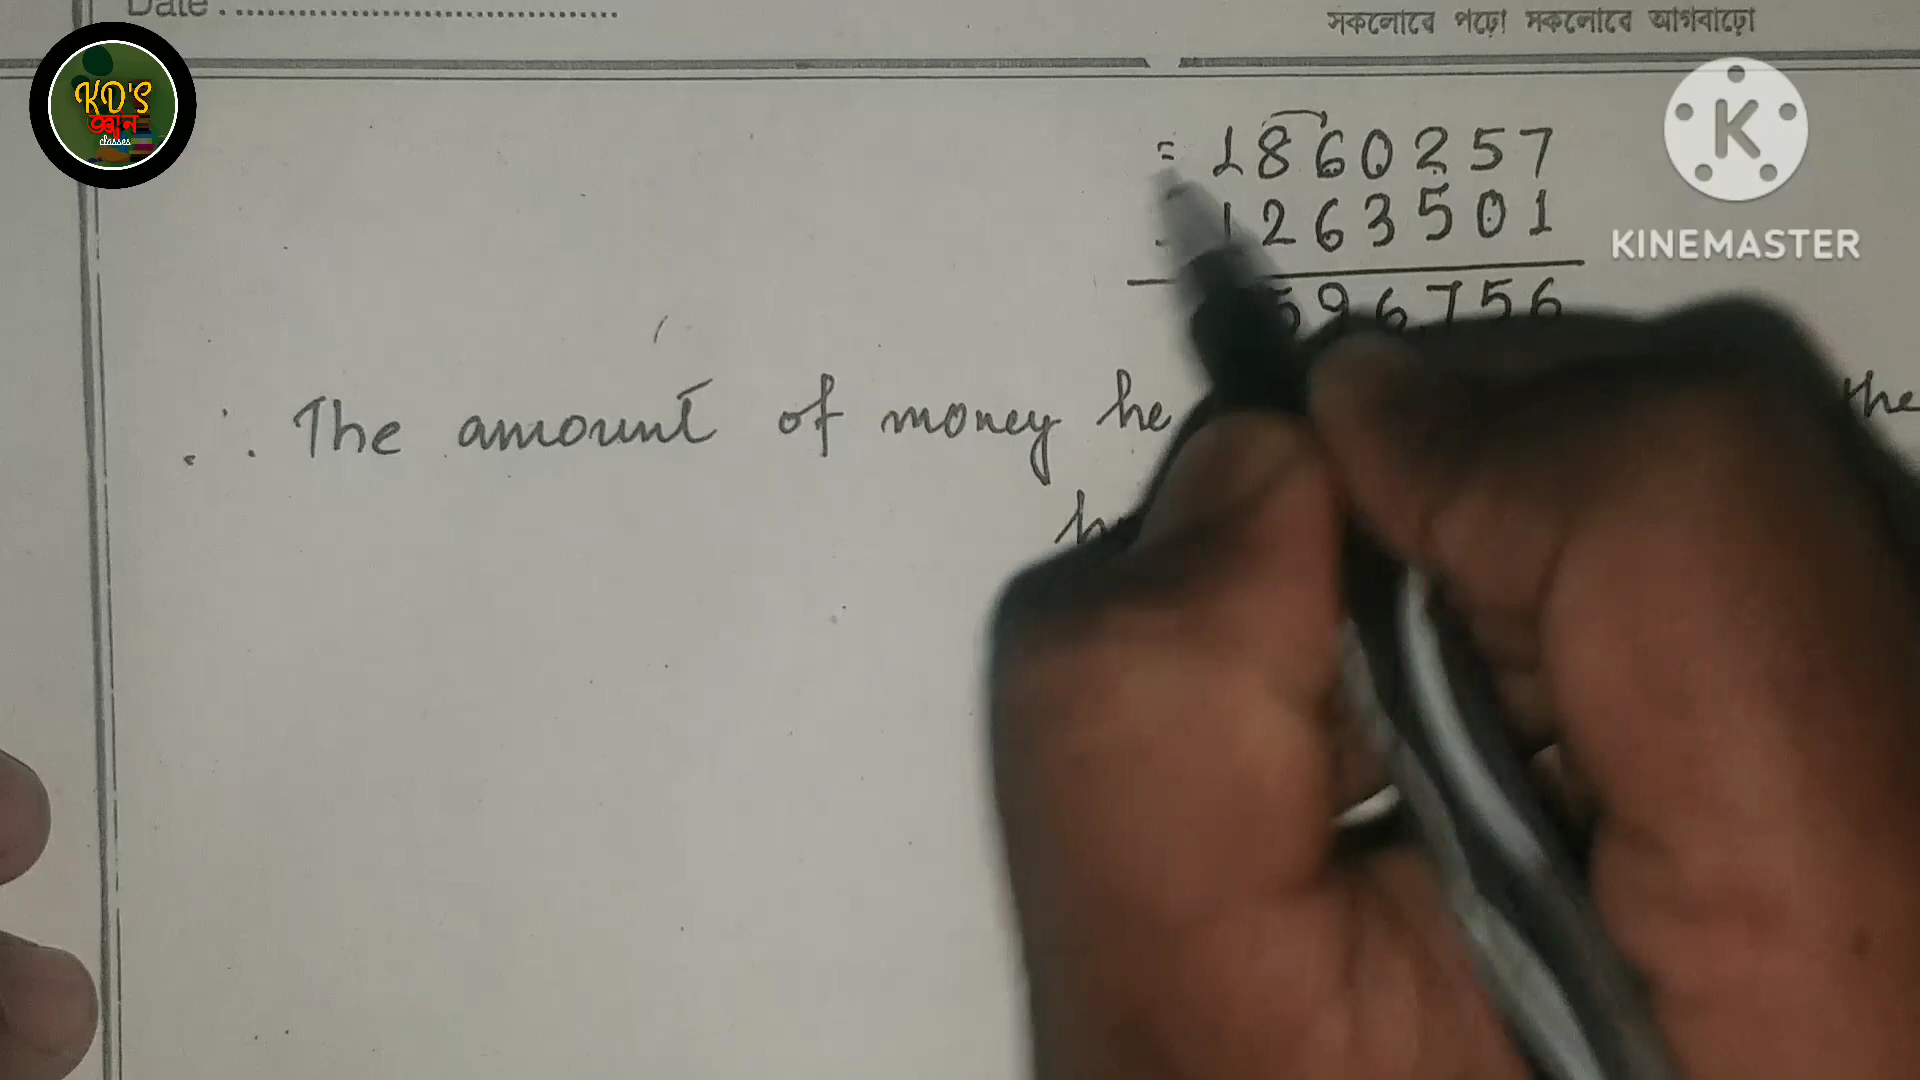 Date
সকলোৱে পঢ়ো সকলোৱে আগবাঢ়ো
KD'S
জ্ঞান
classes
= 1860257
- 1263501
596756
KINEMASTER
∴ The amount of money he the